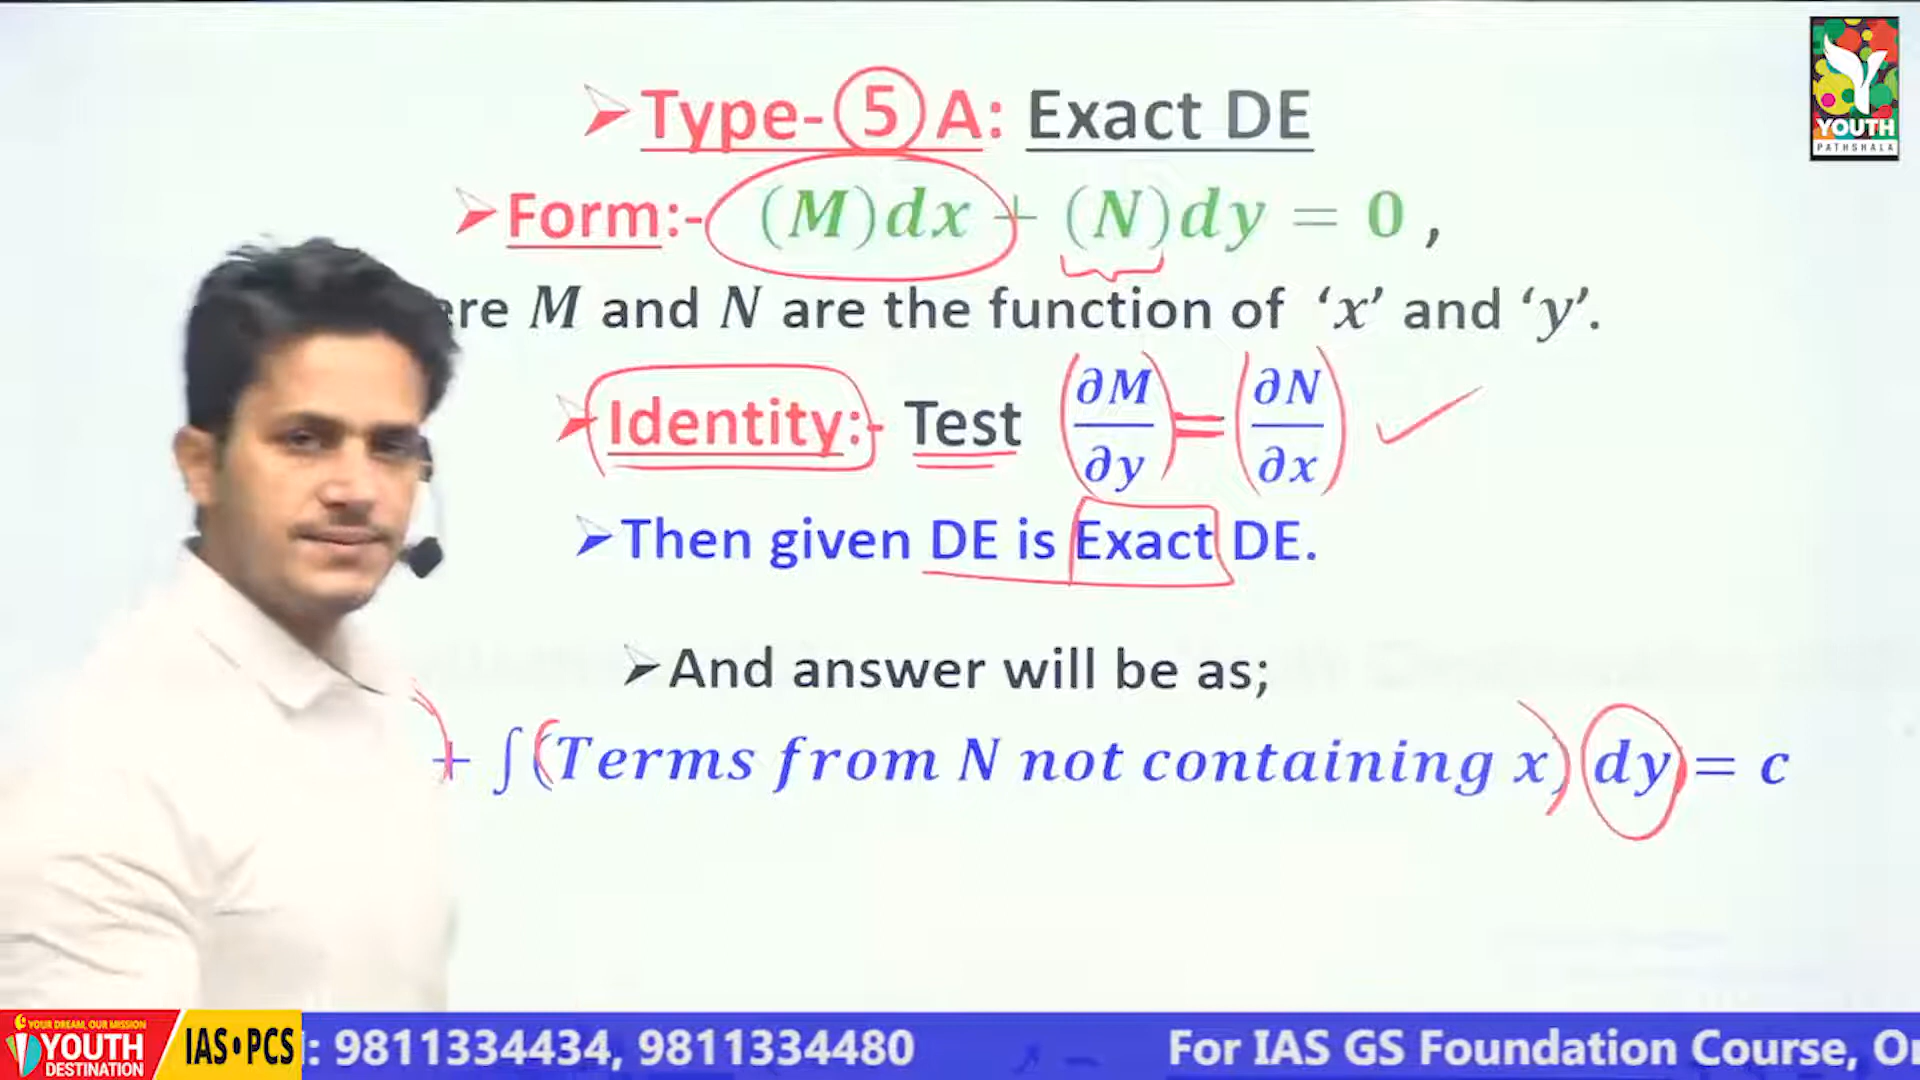 Type- 5 A: Exact DE
YOUTH
PATHSHALA
Form:- (M)dx + (N)dy = 0 ,
ere M and N are the function of ‘x’ and ‘y’.
Identity:- Test (∂M/∂y) = (∂N/∂x) ✓
Then given DE is Exact DE.
And answer will be as;
+ ∫(Terms from N not containing x) dy = c
YOUR DREAM, OUR MISSION
YOUTH
DESTINATION
IAS•PCS
: 9811334434, 9811334480
For IAS GS Foundation Course, O